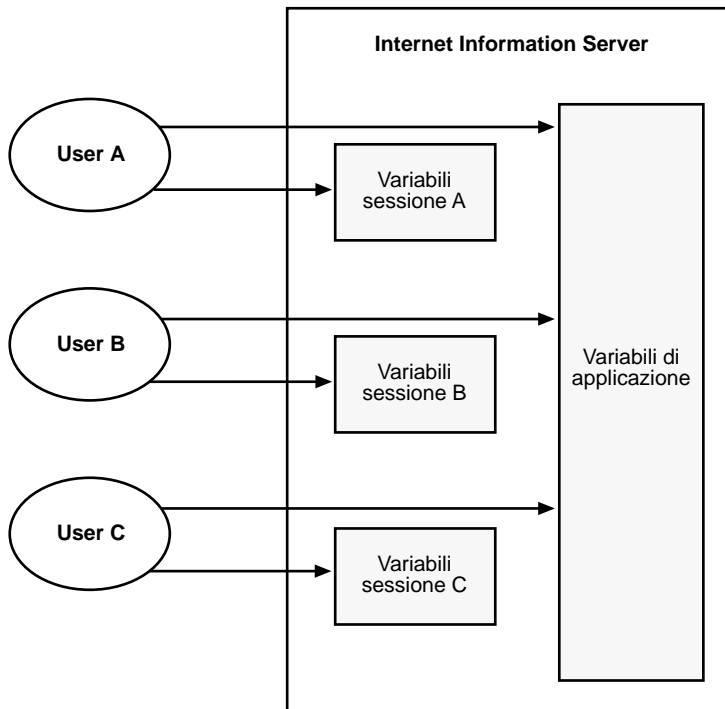 Internet Information Server
User A
Variabili
sessione A
User B
Variabili
sessione B
Variabili di
applicazione
User C
Variabili
sessione C